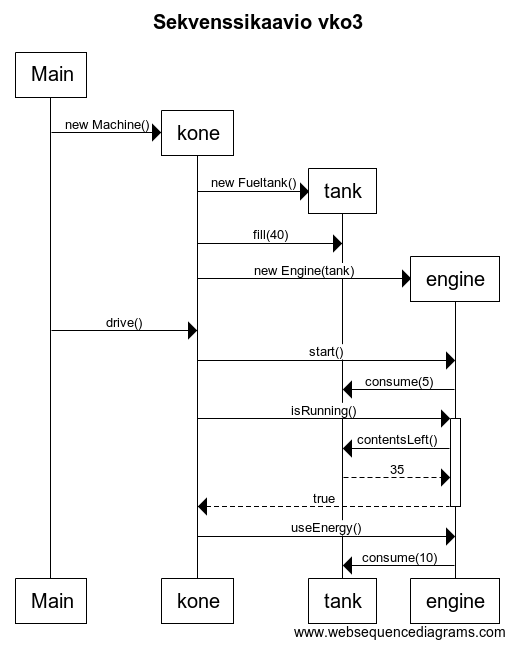 Sekvenssikaavio vko3
Main
new Machine()
kone
new Fueltank()
tank
fill(40)
new Engine(tank)
engine
drive()
start()
consume(5)
isRunning()
contentsLeft()
35
true
useEnergy()
consume(10)
Main
kone
tank
engine
www.websequencediagrams.com